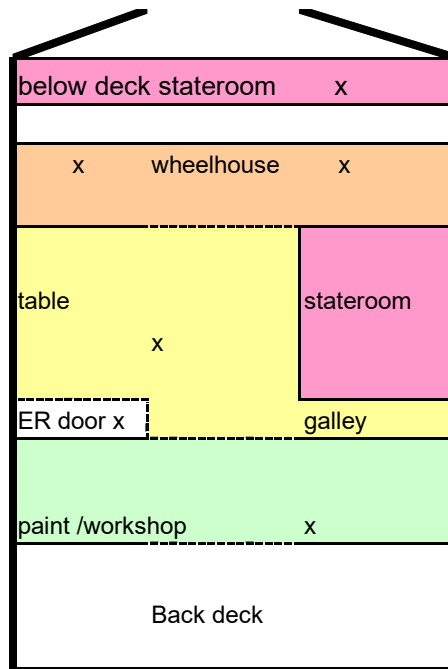 below deck stateroom x
x wheelhouse x
table stateroom
x
ER door x galley
paint /workshop x
Back deck